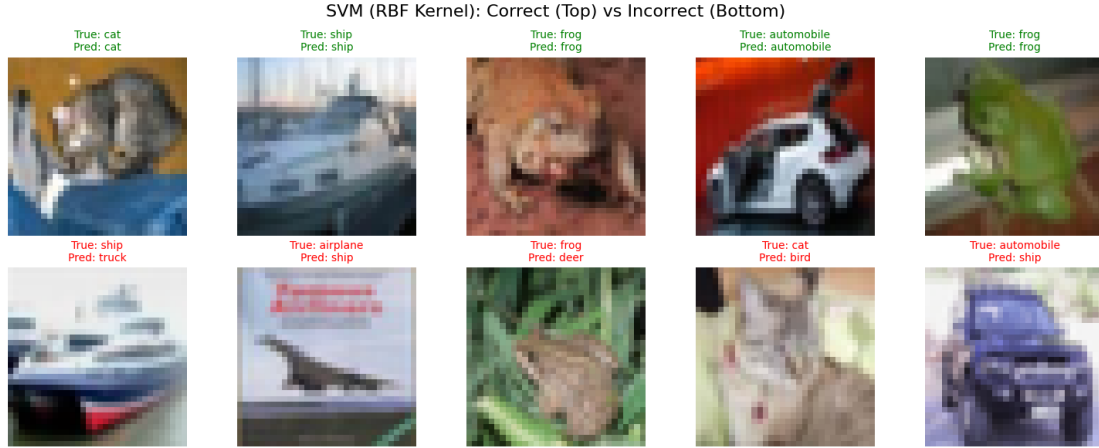 SVM (RBF Kernel): Correct (Top) vs Incorrect (Bottom)
True: cat
Pred: cat
True: ship
Pred: ship
True: frog
Pred: frog
True: automobile
Pred: automobile
True: frog
Pred: frog
True: ship
Pred: truck
True: airplane
Pred: ship
True: frog
Pred: deer
True: cat
Pred: bird
True: automobile
Pred: ship